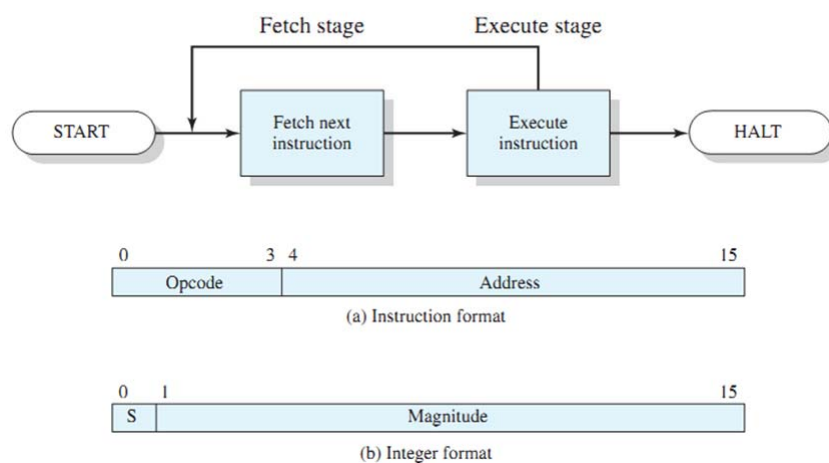 Fetch stage Execute stage
START
Fetch next
instruction
Execute
instruction
HALT
0 3 4 15
Opcode Address
(a) Instruction format
0 1 15
S Magnitude
(b) Integer format